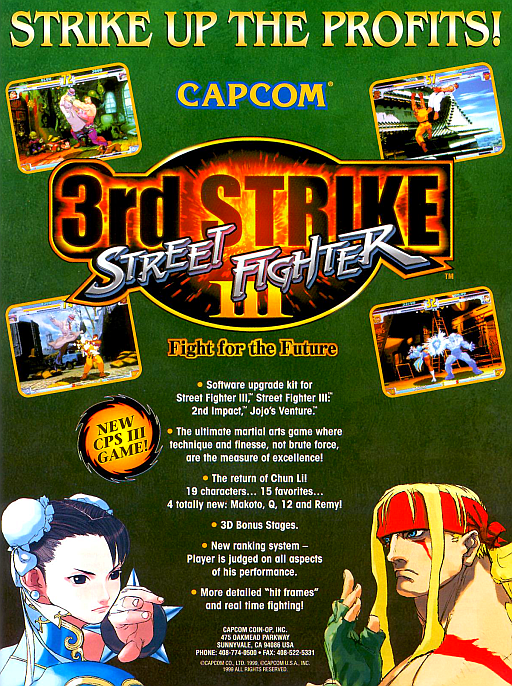 STRIKE UP THE PROFITS!
CAPCOM®
3rd STRIKE
STREET FIGHTER
III
TM
Fight for the Future
• Software upgrade kit for
Street Fighter III,™ Street Fighter III:™
2nd Impact,™ Jojo's Venture.™
NEW
CPS III
GAME!
• The ultimate martial arts game where
technique and finesse, not brute force,
are the measure of excellence!
• The return of Chun Li!
19 characters... 15 favorites...
4 totally new: Makoto, Q, 12 and Remy!
• 3D Bonus Stages.
• New ranking system –
Player is judged on all aspects
of his performance.
• More detailed "hit frames"
and real time fighting!
CAPCOM COIN-OP, INC.
475 OAKMEAD PARKWAY
SUNNYVALE, CA 94086 USA
PHONE: 408-774-0500 • FAX: 408-522-5331
©CAPCOM CO., LTD. 1999, ©CAPCOM U.S.A., INC.
1999 ALL RIGHTS RESERVED.